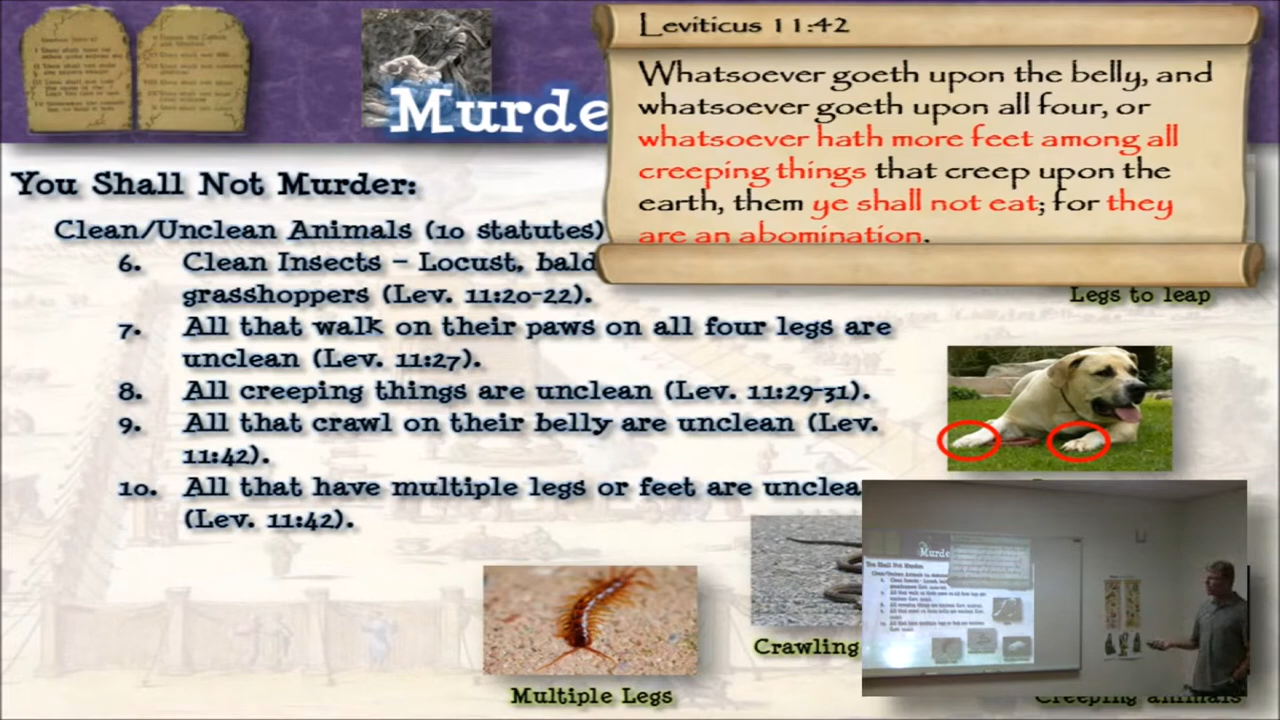 Leviticus 11:42
Whatsoever goeth upon the belly, and
whatsoever goeth upon all four, or
whatsoever hath more feet among all
creeping things that creep upon the
earth, them ye shall not eat; for they
are an abomination.
Murde
You Shall Not Murder:
Clean/Unclean Animals (10 statutes)
6. Clean Insects – Locust, bald
grasshoppers (Lev. 11:20-22).
7. All that walk on their paws on all four legs are
unclean (Lev. 11:27).
8. All creeping things are unclean (Lev. 11:29-31).
9. All that crawl on their belly are unclean (Lev.
11:42).
10. All that have multiple legs or feet are unclea
(Lev. 11:42).
Legs to leap
Crawling
Multiple Legs
Creeping animals
Murde
You Shall Not Murder: